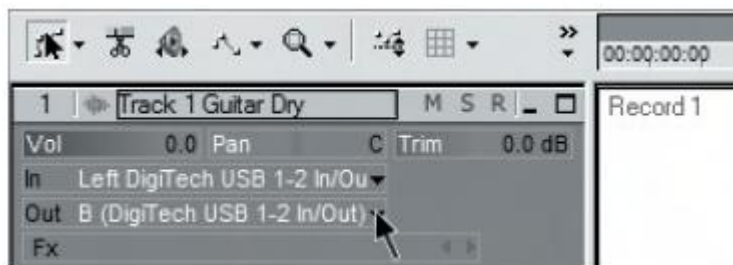 00:00:00:00
1 Track 1 Guitar Dry M S R
Record 1
Vol 0.0 Pan C Trim 0.0 dB
In Left DigiTech USB 1-2 In/Ou
Out B (DigiTech USB 1-2 In/Out)
Fx